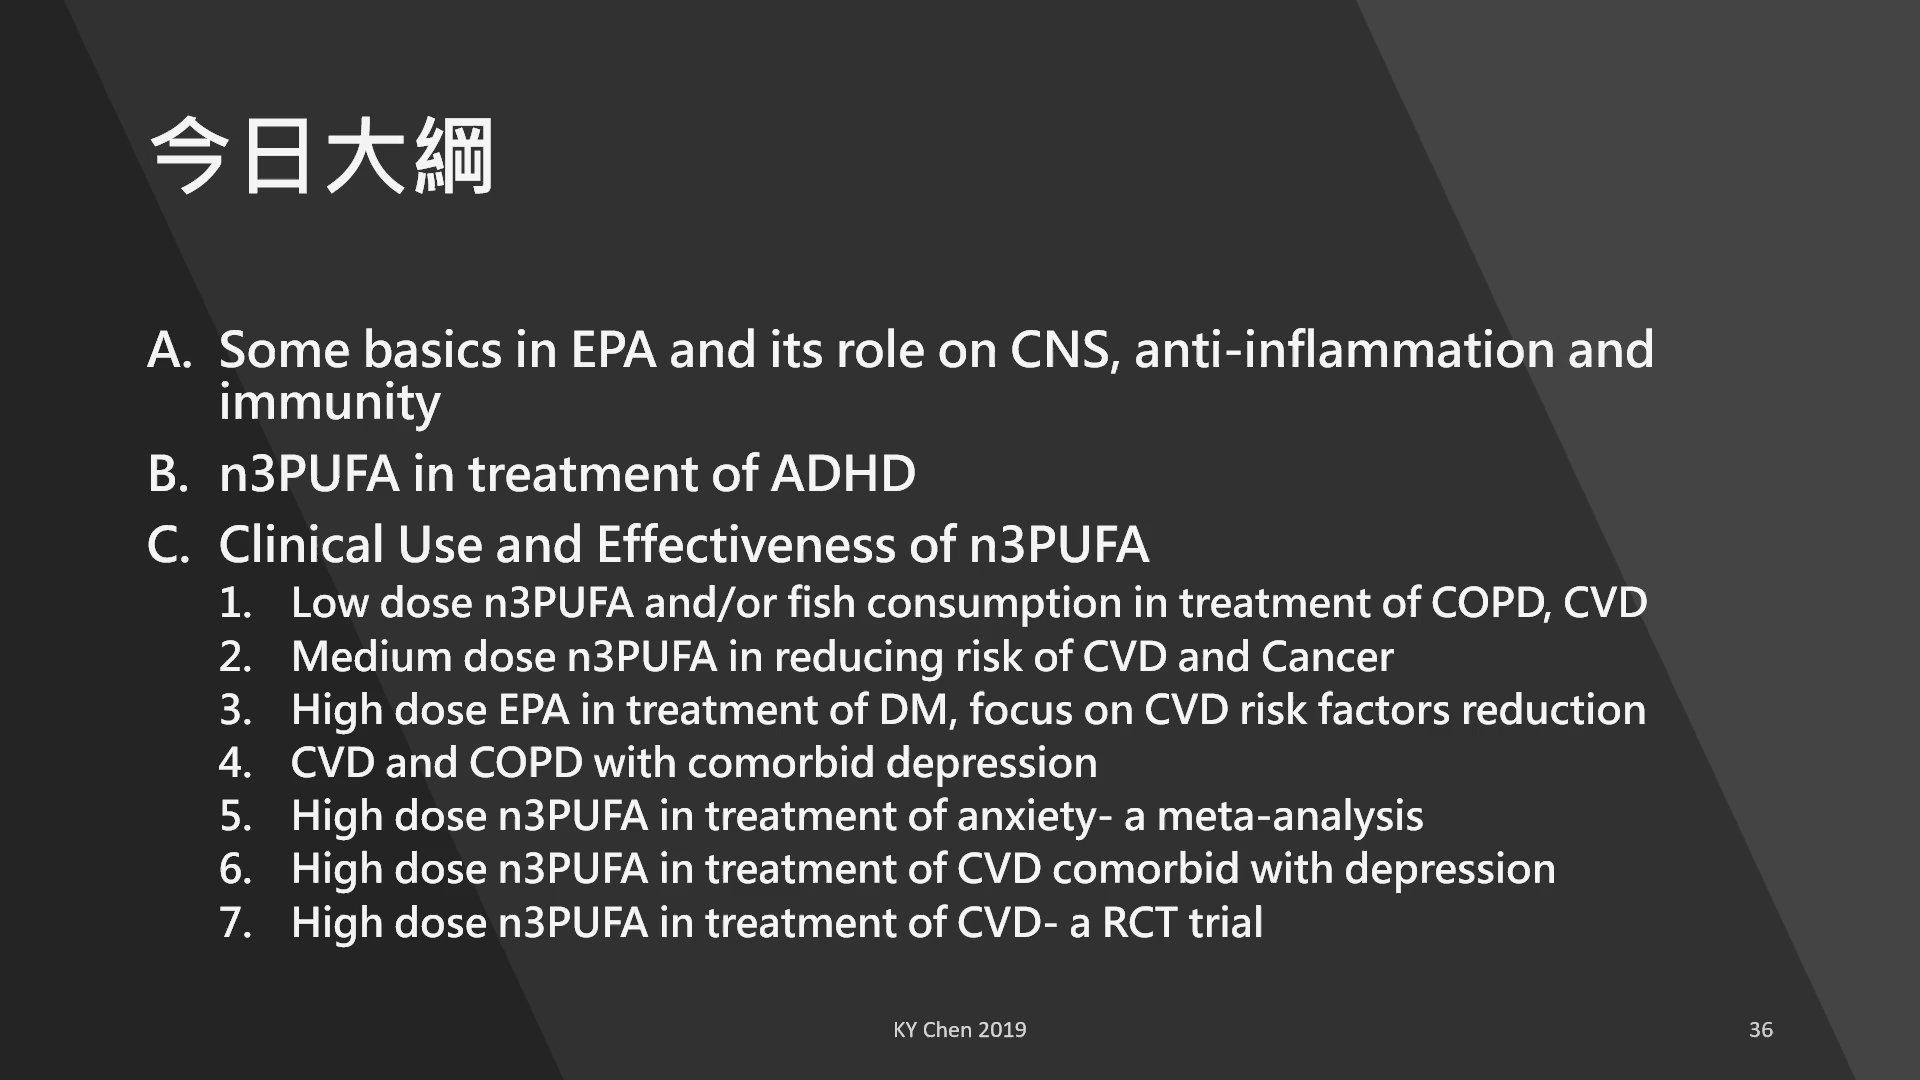 今日大綱
A. Some basics in EPA and its role on CNS, anti-inflammation and
immunity
B. n3PUFA in treatment of ADHD
C. Clinical Use and Effectiveness of n3PUFA
1. Low dose n3PUFA and/or fish consumption in treatment of COPD, CVD
2. Medium dose n3PUFA in reducing risk of CVD and Cancer
3. High dose EPA in treatment of DM, focus on CVD risk factors reduction
4. CVD and COPD with comorbid depression
5. High dose n3PUFA in treatment of anxiety- a meta-analysis
6. High dose n3PUFA in treatment of CVD comorbid with depression
7. High dose n3PUFA in treatment of CVD- a RCT trial
KY Chen 2019
36